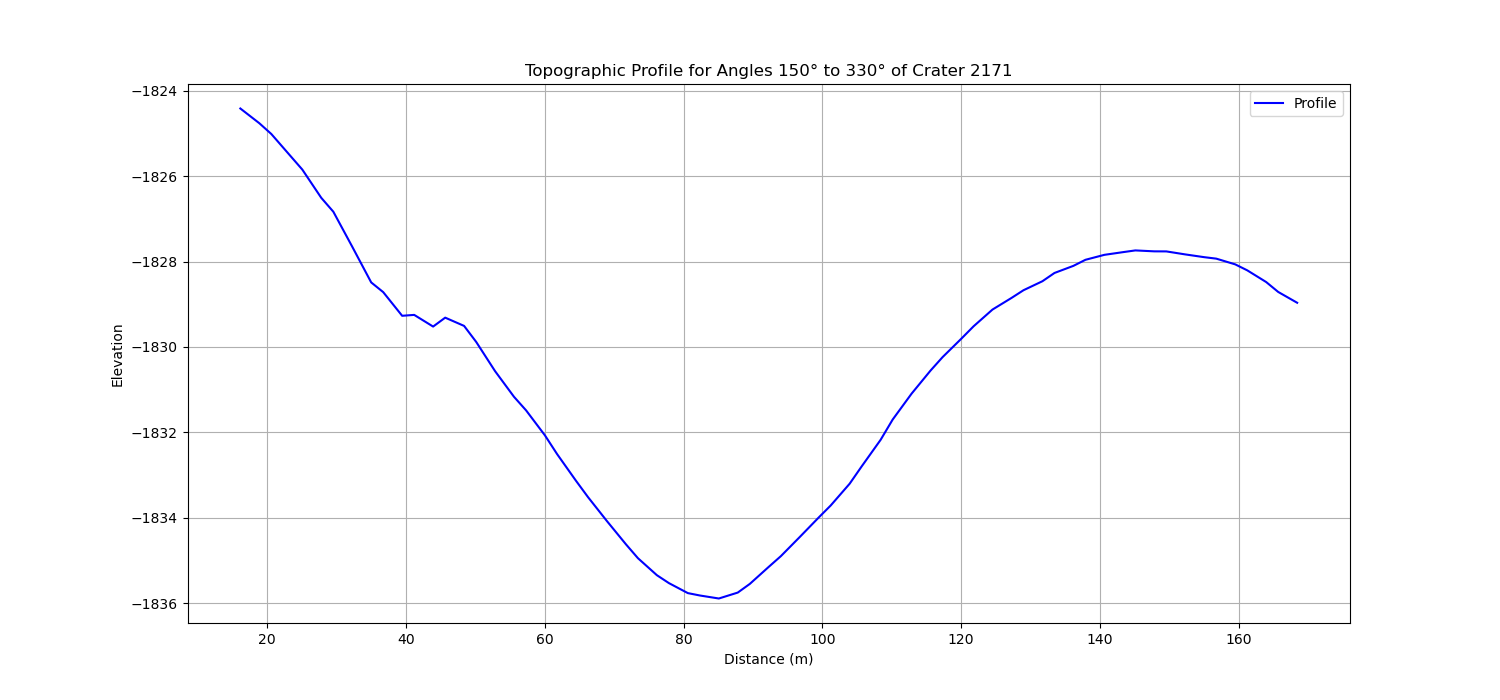 Topographic Profile for Angles 150° to 330° of Crater 2171
Profile
Elevation
−1824
−1826
−1828
−1830
−1832
−1834
−1836
20 40 60 80 100 120 140 160
Distance (m)